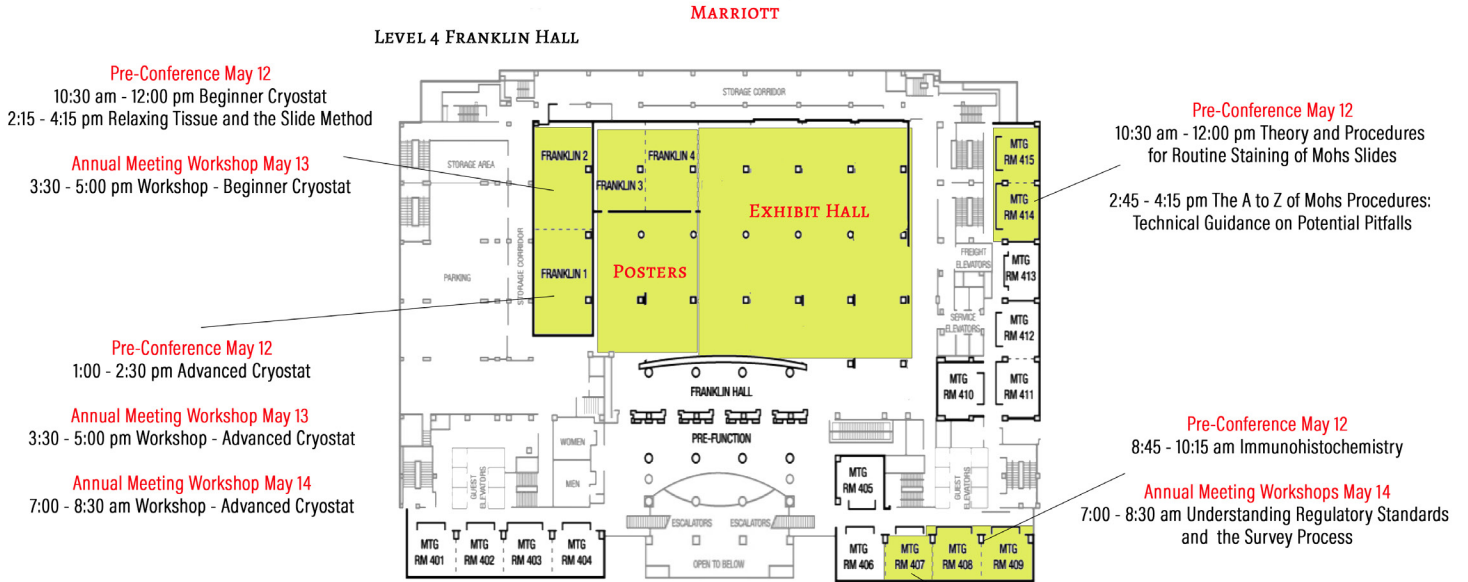 MARRIOTT
LEVEL 4 FRANKLIN HALL
Pre-Conference May 12
10:30 am - 12:00 pm Beginner Cryostat
2:15 - 4:15 pm Relaxing Tissue and the Slide Method
Annual Meeting Workshop May 13
3:30 - 5:00 pm Workshop - Beginner Cryostat
Pre-Conference May 12
1:00 - 2:30 pm Advanced Cryostat
Annual Meeting Workshop May 13
3:30 - 5:00 pm Workshop - Advanced Cryostat
Annual Meeting Workshop May 14
7:00 - 8:30 am Workshop - Advanced Cryostat
STORAGE CORRIDOR
STORAGE AREA
FRANKLIN 2
FRANKLIN 4
FRANKLIN 3
EXHIBIT HALL
POSTERS
FRANKLIN 1
PARKING
STORAGE CORRIDOR
FREIGHT
ELEVATORS
SERVICE
ELEVATORS
MTG
RM 415
MTG
RM 414
MTG
RM 413
MTG
RM 412
MTG
RM 411
MTG
RM 410
FRANKLIN HALL
PRE-FUNCTION
WOMEN
MEN
GUEST
ELEVATORS
GUEST
ELEVATORS
MTG
RM 405
ESCALATORS
ESCALATORS
OPEN TO BELOW
MTG
RM 401
MTG
RM 402
MTG
RM 403
MTG
RM 404
MTG
RM 406
MTG
RM 407
MTG
RM 408
MTG
RM 409
Pre-Conference May 12
10:30 am - 12:00 pm Theory and Procedures
for Routine Staining of Mohs Slides
2:45 - 4:15 pm The A to Z of Mohs Procedures:
Technical Guidance on Potential Pitfalls
Pre-Conference May 12
8:45 - 10:15 am Immunohistochemistry
Annual Meeting Workshops May 14
7:00 - 8:30 am Understanding Regulatory Standards
and the Survey Process